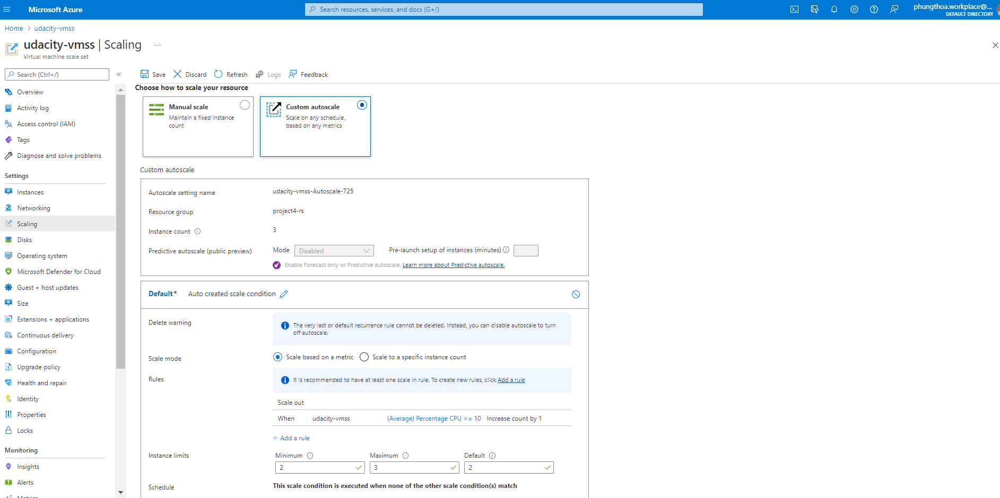 Microsoft Azure
Search resources, services, and docs (G+/)
phungthoa.workplace@...
DEFAULT DIRECTORY
Home > udacity-vmss
udacity-vmss | Scaling ...
Virtual machine scale set
Search (Ctrl+/)
«
Overview
Activity log
Access control (IAM)
Tags
Diagnose and solve problems
Settings
Instances
Networking
Scaling
Disks
Operating system
Microsoft Defender for Cloud
Guest + host updates
Size
Extensions + applications
Continuous delivery
Configuration
Upgrade policy
Health and repair
Identity
Properties
Locks
Monitoring
Insights
Alerts
Metrics
Save Discard Refresh Logs Feedback
Choose how to scale your resource
Manual scale
Maintain a fixed instance
count
Custom autoscale
Scale on any schedule,
based on any metrics
Custom autoscale
Autoscale setting name udacity-vmss-Autoscale-725
Resource group project4-rs
Instance count 3
Predictive autoscale (public preview) Mode Disabled Pre-launch setup of instances (minutes)
Enable Forecast only or Predictive autoscale. Learn more about Predictive autoscale.
Default* Auto created scale condition
Delete warning
The very last or default recurrence rule cannot be deleted. Instead, you can disable autoscale to turn
off autoscale.
Scale mode Scale based on a metric Scale to a specific instance count
Rules It is recommended to have at least one scale in rule. To create new rules, click Add a rule
Scale out
When udacity-vmss (Average) Percentage CPU >= 10 Increase count by 1
+ Add a rule
Instance limits Minimum Maximum Default
2 3 2
Schedule This scale condition is executed when none of the other scale condition(s) match